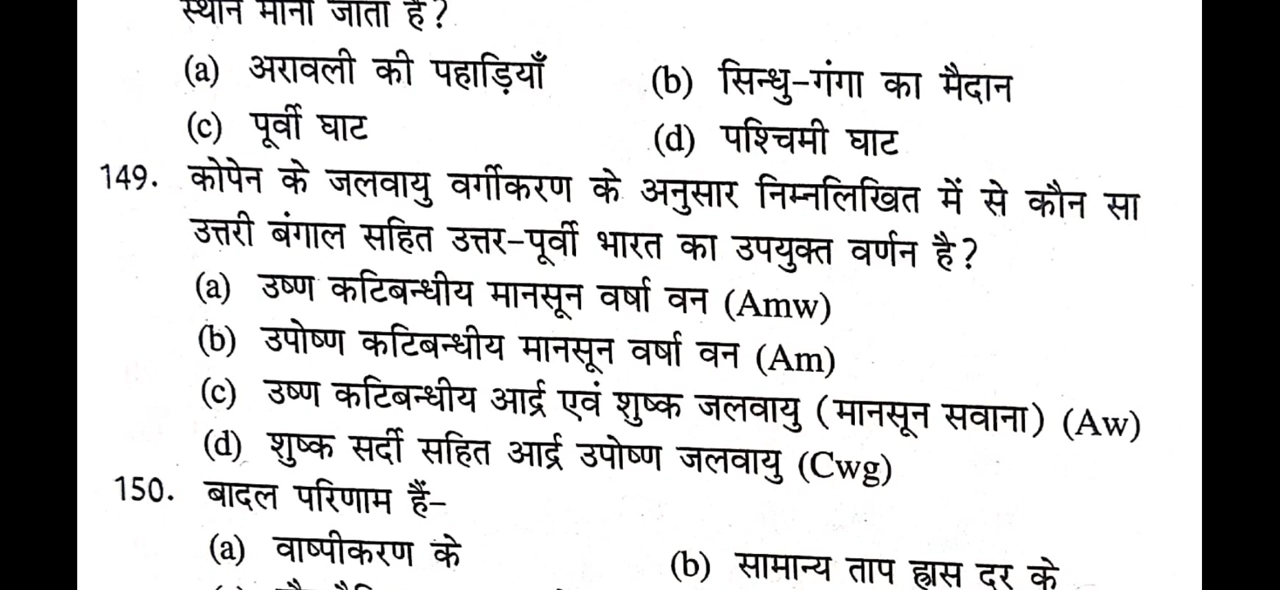 स्थान माना जाता है?
(a) अरावली की पहाड़ियाँ (b) सिन्धु-गंगा का मैदान
(c) पूर्वी घाट (d) पश्चिमी घाट
149. कोपेन के जलवायु वर्गीकरण के अनुसार निम्नलिखित में से कौन सा
उत्तरी बंगाल सहित उत्तर-पूर्वी भारत का उपयुक्त वर्णन है?
(a) उष्ण कटिबन्धीय मानसून वर्षा वन (Amw)
(b) उपोष्ण कटिबन्धीय मानसून वर्षा वन (Am)
(c) उष्ण कटिबन्धीय आर्द्र एवं शुष्क जलवायु (मानसून सवाना) (Aw)
(d) शुष्क सर्दी सहित आर्द्र उपोष्ण जलवायु (Cwg)
150. बादल परिणाम हैं-
(a) वाष्पीकरण के (b) सामान्य ताप ह्रास दर के